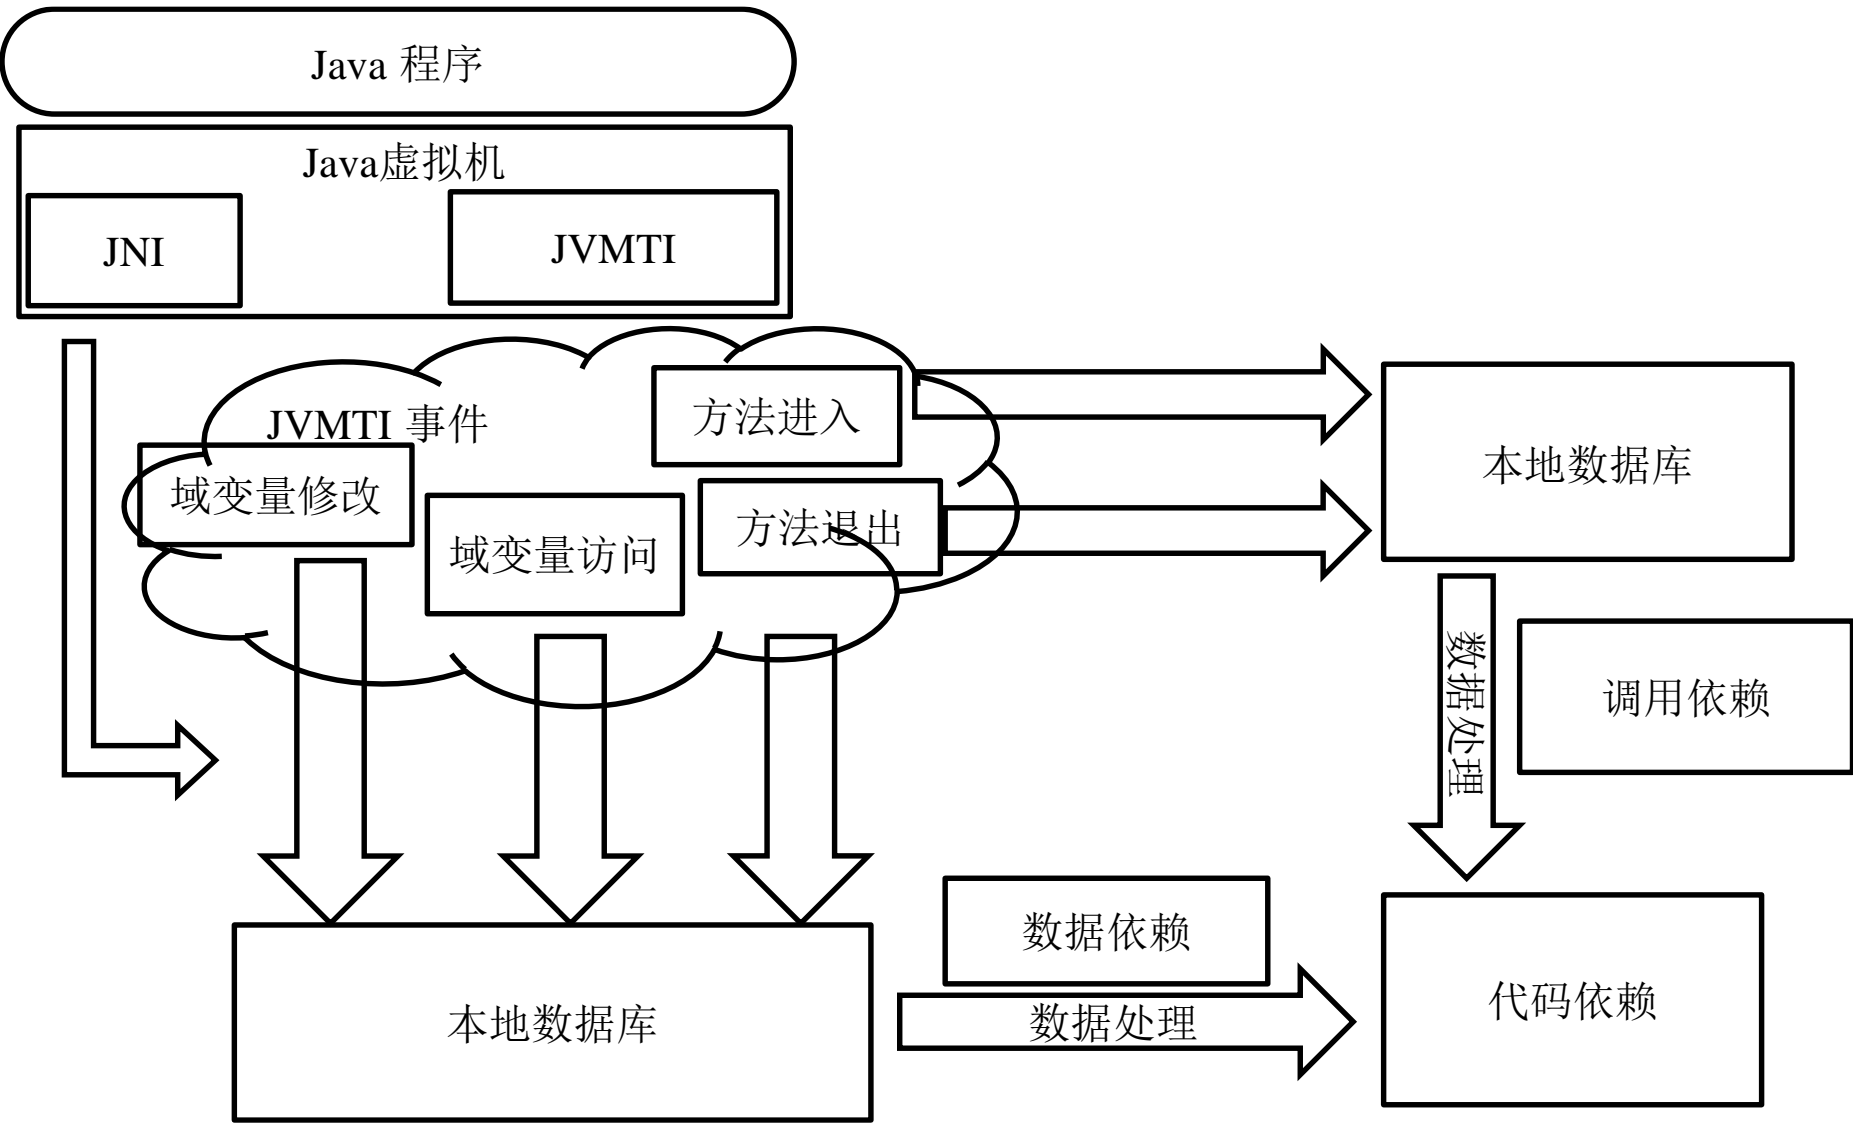 Java 程序
Java虚拟机
JNI
JVMTI
JVMTI 事件
方法进入
域变量修改
域变量访问
方法退出
本地数据库
数据处理
调用依赖
数据依赖
数据处理
本地数据库
代码依赖